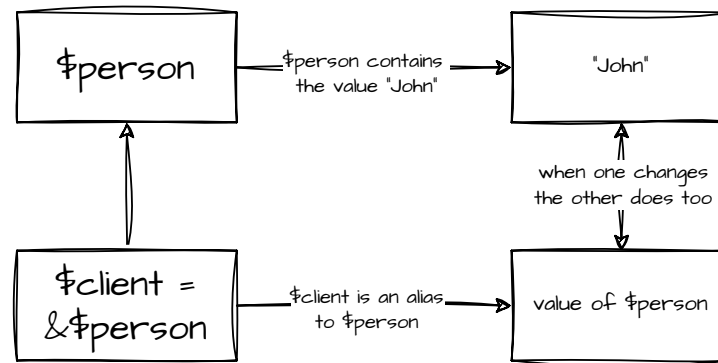 $person
$person contains
the value "John"
"John"
when one changes
the other does too
$client =
&$person
$client is an alias
to $person
value of $person